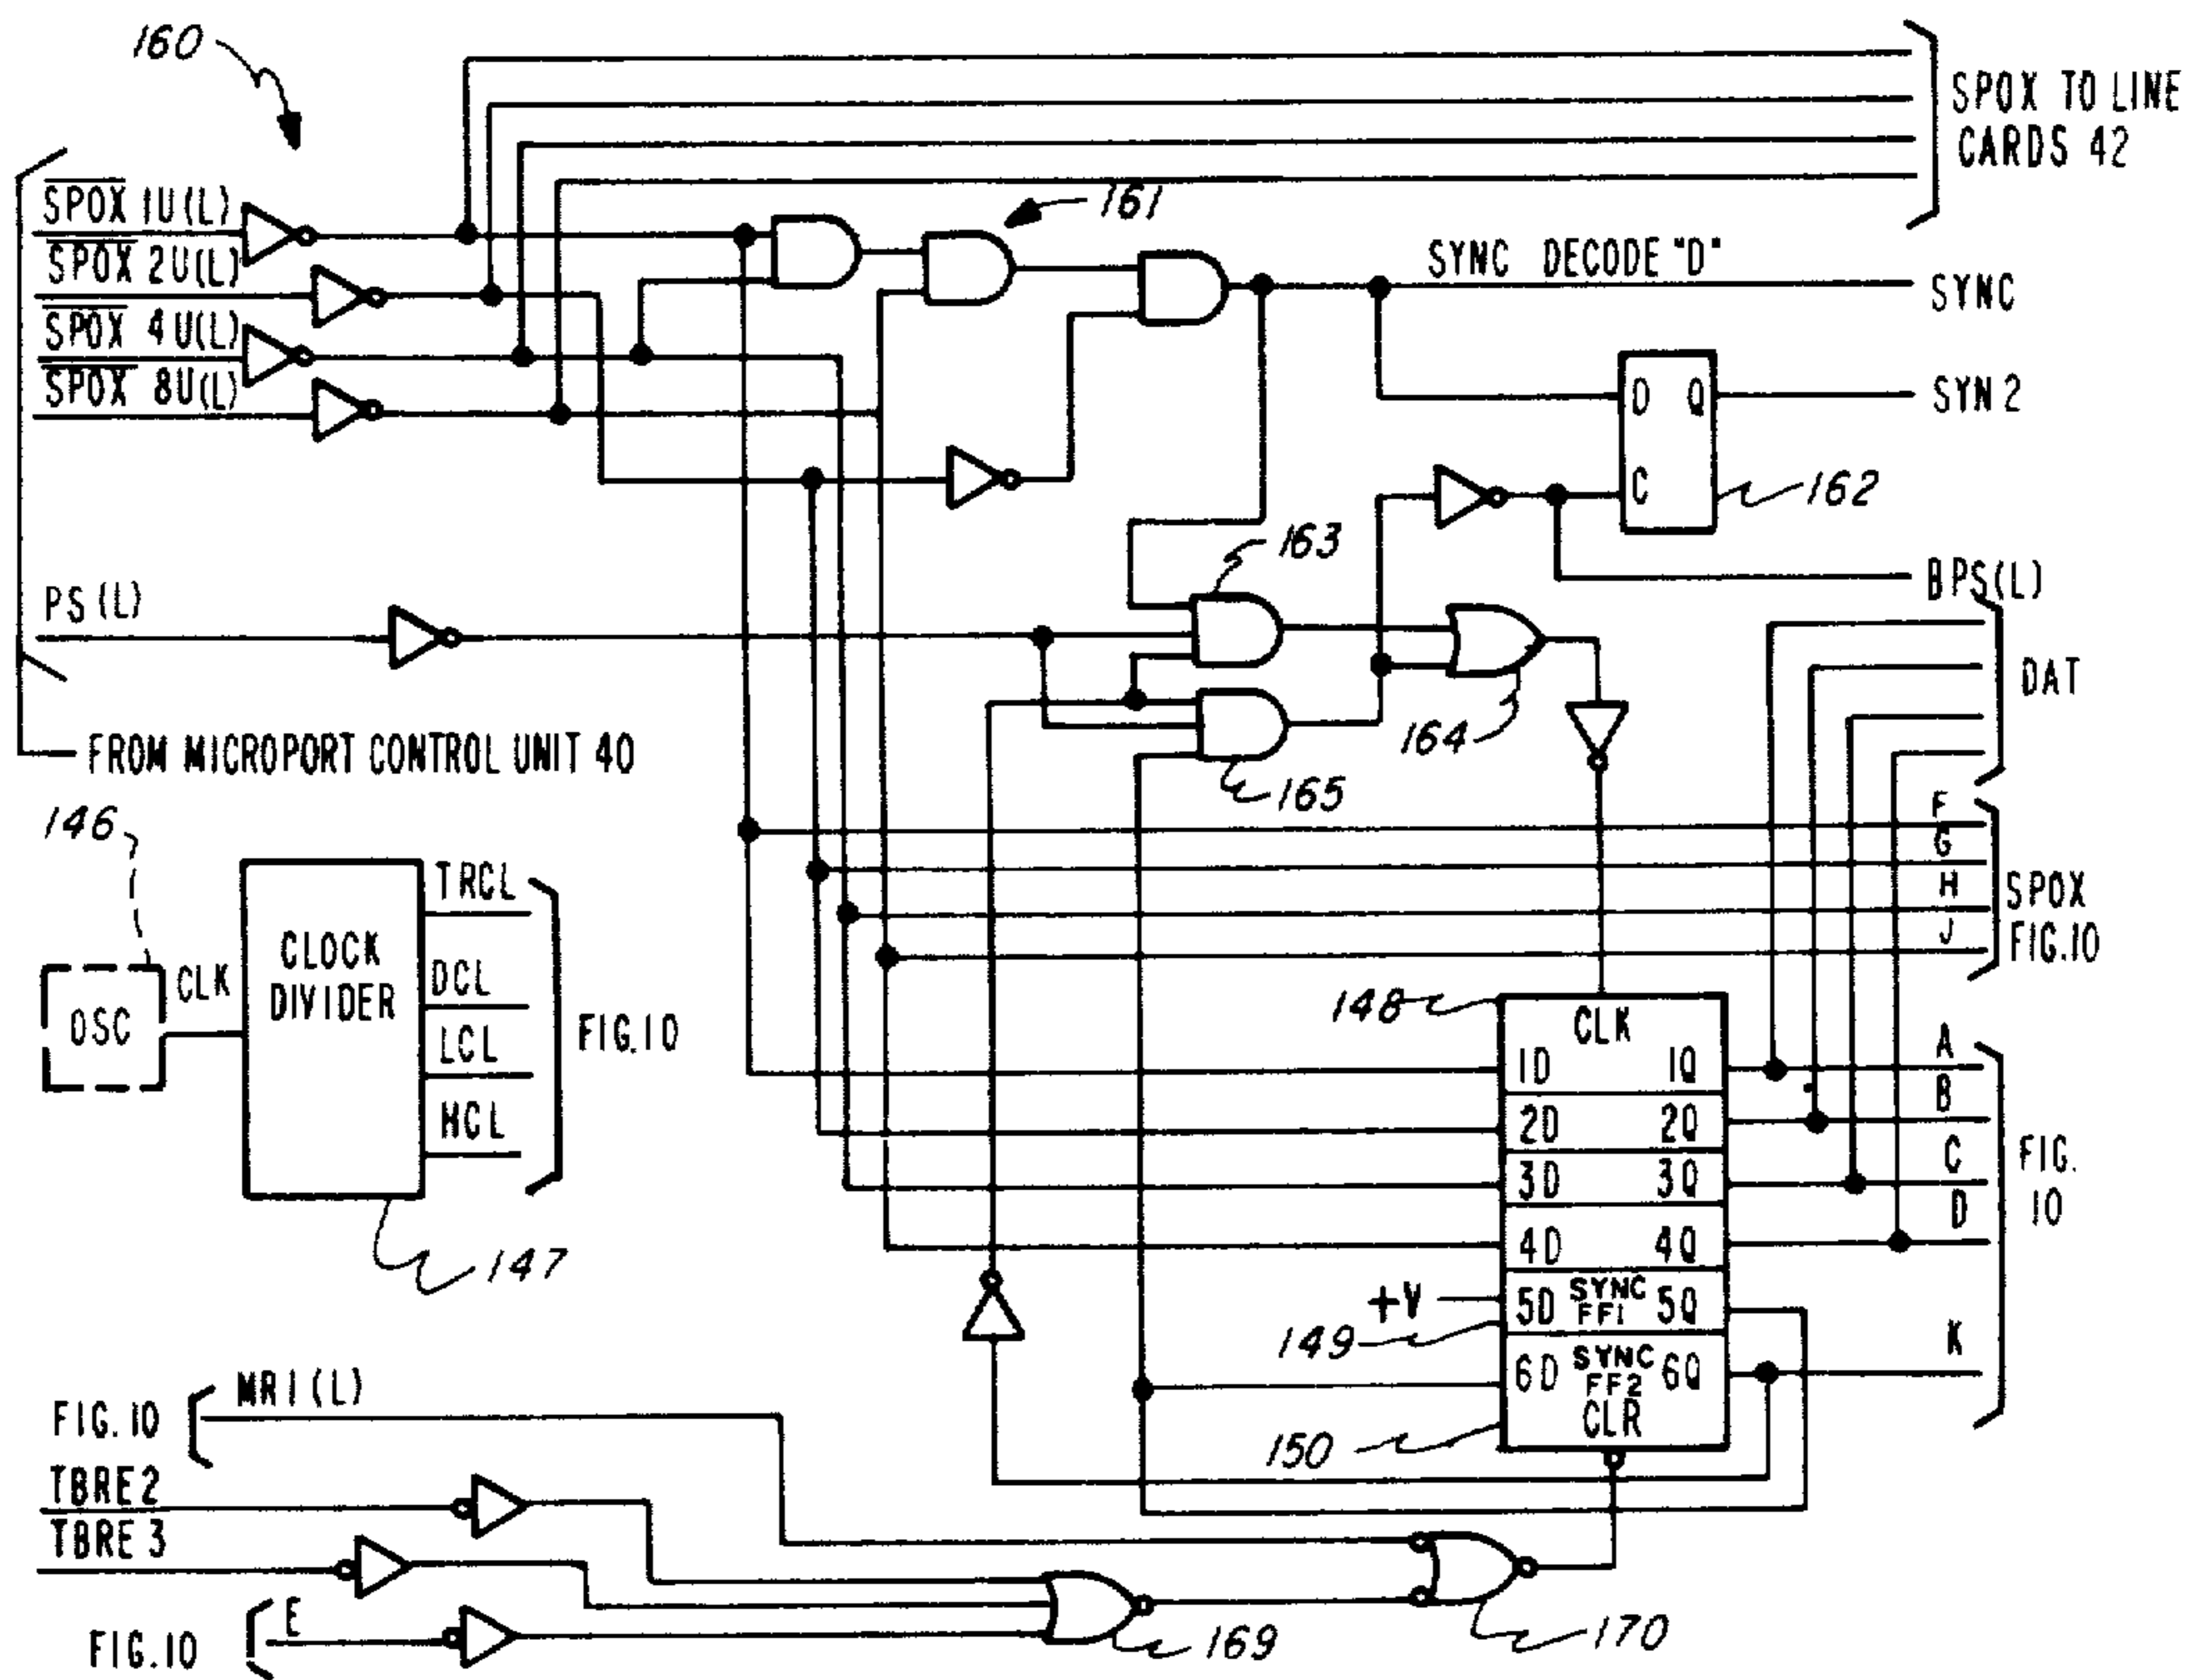 160
SPOX TO LINE
CARDS 42
SPOX 1U(L)
161
SPOX 2U(L)
SYNC DECODE "D"
SYNC
SPOX 4U(L)
SPOX 8U(L)
D Q
SYN2
C
162
163
BPS(L)
PS(L)
DAT
164
FROM MICROPORT CONTROL UNIT 40
165
146
F
G
TRCL
H
SPOX
FIG.10
J
CLOCK
DIVIDER
CLK
DCL
OSC
148
CLK
LCL
FIG.10
A
1D 1Q
B
HCL
2D 2Q
C
FIG.
10
3D 3Q
D
147
4D 4Q
+V
5D SYNC FF1 5Q
149
K
6D SYNC FF2 6Q
CLR
MR1(L)
FIG.10
150
TBRE 2
TBRE 3
E
FIG.10
169
170